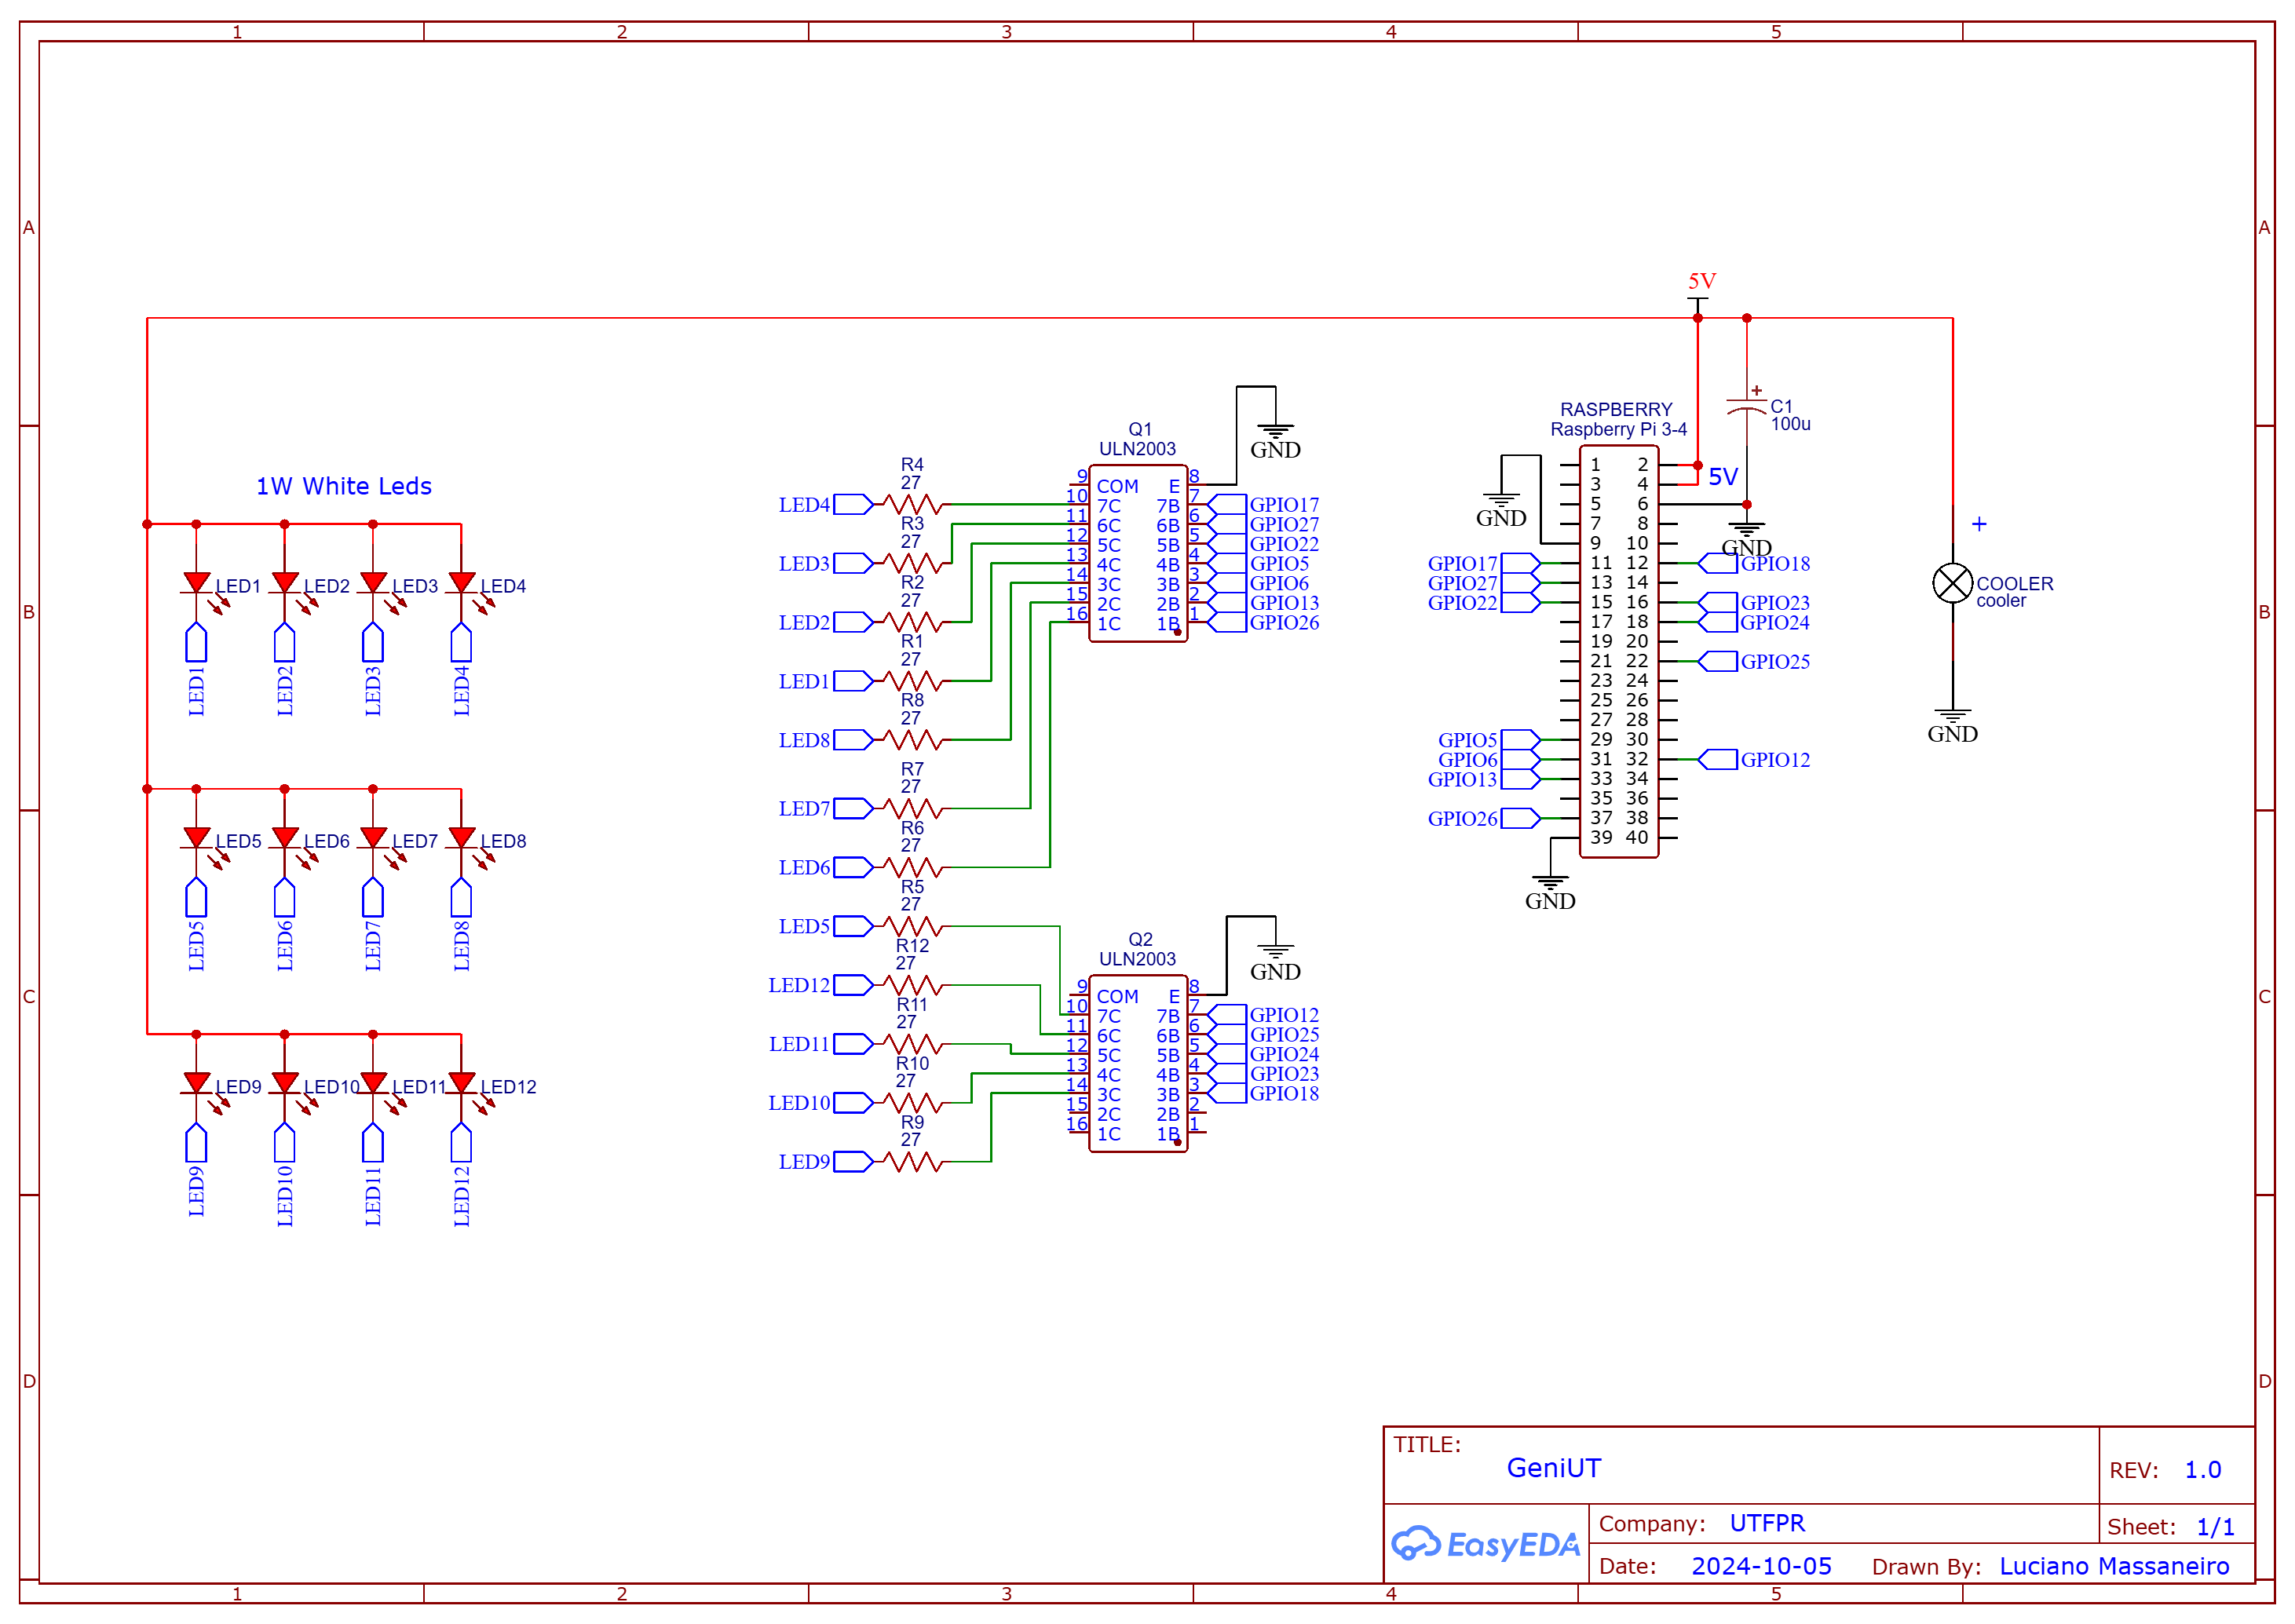 1 2 3 4 5
A A
B B
C C
D D
5V
1W White Leds
LED1 LED2 LED3 LED4
LED1 LED2 LED3 LED4
LED5 LED6 LED7 LED8
LED5 LED6 LED7 LED8
LED9 LED10 LED11 LED12
LED9 LED10 LED11 LED12
R4
27
LED4
R3
27
LED3
R2
27
LED2
R1
27
LED1
R8
27
LED8
R7
27
LED7
R6
27
LED6
R5
27
LED5
R12
27
LED12
R11
27
LED11
R10
27
LED10
R9
27
LED9
Q1
ULN2003
GND
9 COM E 8
10 7C 7B 7 GPIO17
11 6C 6B 6 GPIO27
12 5C 5B 5 GPIO22
13 4C 4B 4 GPIO5
14 3C 3B 3 GPIO6
15 2C 2B 2 GPIO13
16 1C 1B 1 GPIO26
Q2
ULN2003
GND
9 COM E 8
10 7C 7B 7 GPIO12
11 6C 6B 6 GPIO25
12 5C 5B 5 GPIO24
13 4C 4B 4 GPIO23
14 3C 3B 3 GPIO18
15 2C 2B 2
16 1C 1B 1
RASPBERRY
Raspberry Pi 3-4
+
C1
100u
5V
GND
GND
1 2
3 4
5 6
7 8
9 10
GPIO17 11 12 GPIO18
GPIO27 13 14
GPIO22 15 16 GPIO23
17 18 GPIO24
19 20
21 22 GPIO25
23 24
25 26
27 28
GPIO5 29 30
GPIO6 31 32 GPIO12
GPIO13 33 34
35 36
GPIO26 37 38
39 40
GND
+
COOLER
cooler
GND
TITLE:
GeniUT
REV: 1.0
EasyEDA
Company: UTFPR
Sheet: 1/1
Date: 2024-10-05 Drawn By: Luciano Massaneiro
1 2 3 4 5